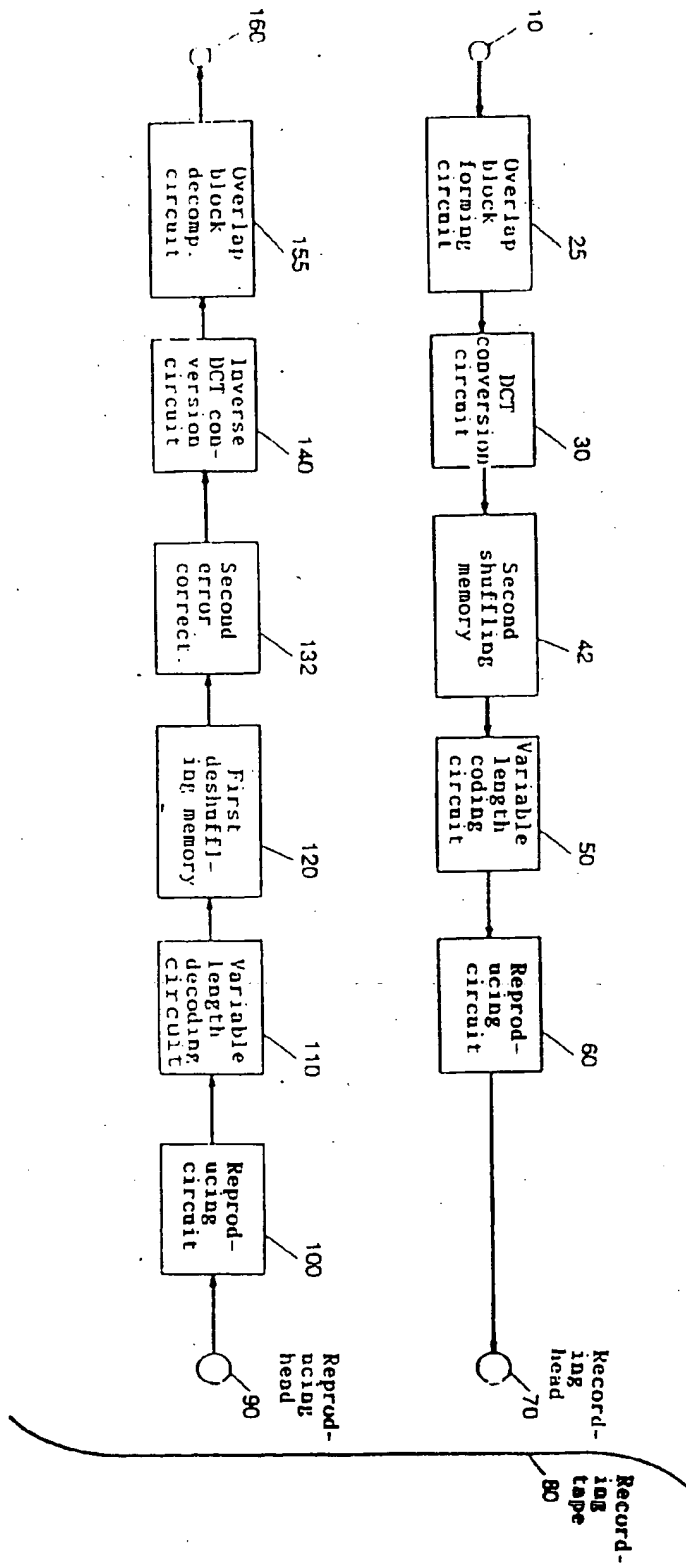 10
Overlap
block
forming
circuit
25
DCT
conversion
circuit
30
Second
shuffling
memory
42
Variable
length
coding
circuit
50
Reprod-
ucing
circuit
60
Record-
ing
head
70
Record-
ing
tape
80
160
Overlap
block
decomp.
circuit
155
Inverse
DCT con-
version
circuit
140
Second
error
correct.
132
First
deshuffl-
ing memory
120
Variable
length
decoding
circuit
110
Reprod-
ucing
circuit
100
Reprod-
ucing
head
90